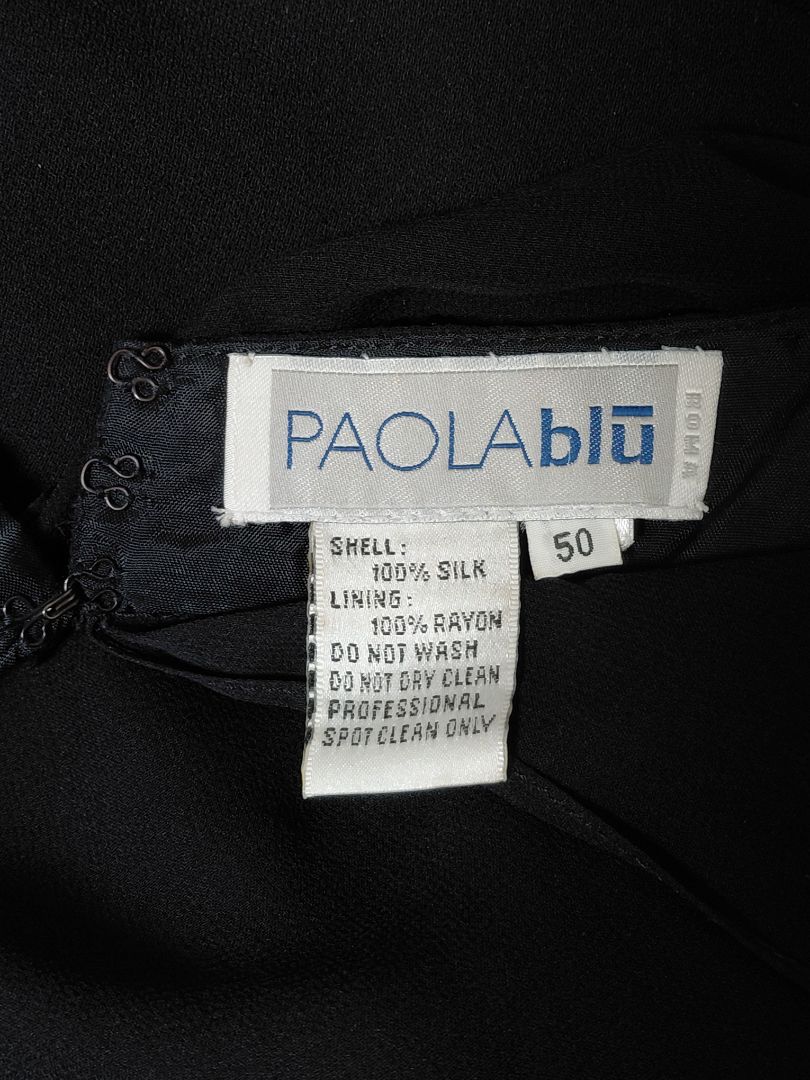 PAOLAblū
ROMA
50
SHELL:
100% SILK
LINING:
100% RAYON
DO NOT WASH
DO NOT DRY CLEAN
PROFESSIONAL
SPOT CLEAN ONLY